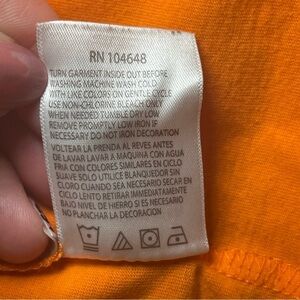 RN 104648
TURN GARMENT INSIDE OUT BEFORE
WASHING MACHINE WASH COLD
WITH LIKE COLORS ON GENTLE CYCLE
USE NON-CHLORINE BLEACH ONLY
WHEN NEEDED TUMBLE DRY LOW
REMOVE PROMPTLY LOW IRON IF
NECESSARY DO NOT IRON DECORATION
VOLTEAR LA PRENDA AL REVES ANTES
DE LAVAR LAVAR A MAQUINA CON AGUA
FRIA CON COLORES SIMILARES EN CICLO
SUAVE SOLO UTILICE BLANQUEADOR SIN
CLORO CUANDO SEA NECESARIO SECAR EN
CICLO LENTO RETIRAR IMMEDIATAMENTE
BAJO NIVEL DE HIERRO SI ES NECESARIO
NO PLANCHAR LA DECORACION